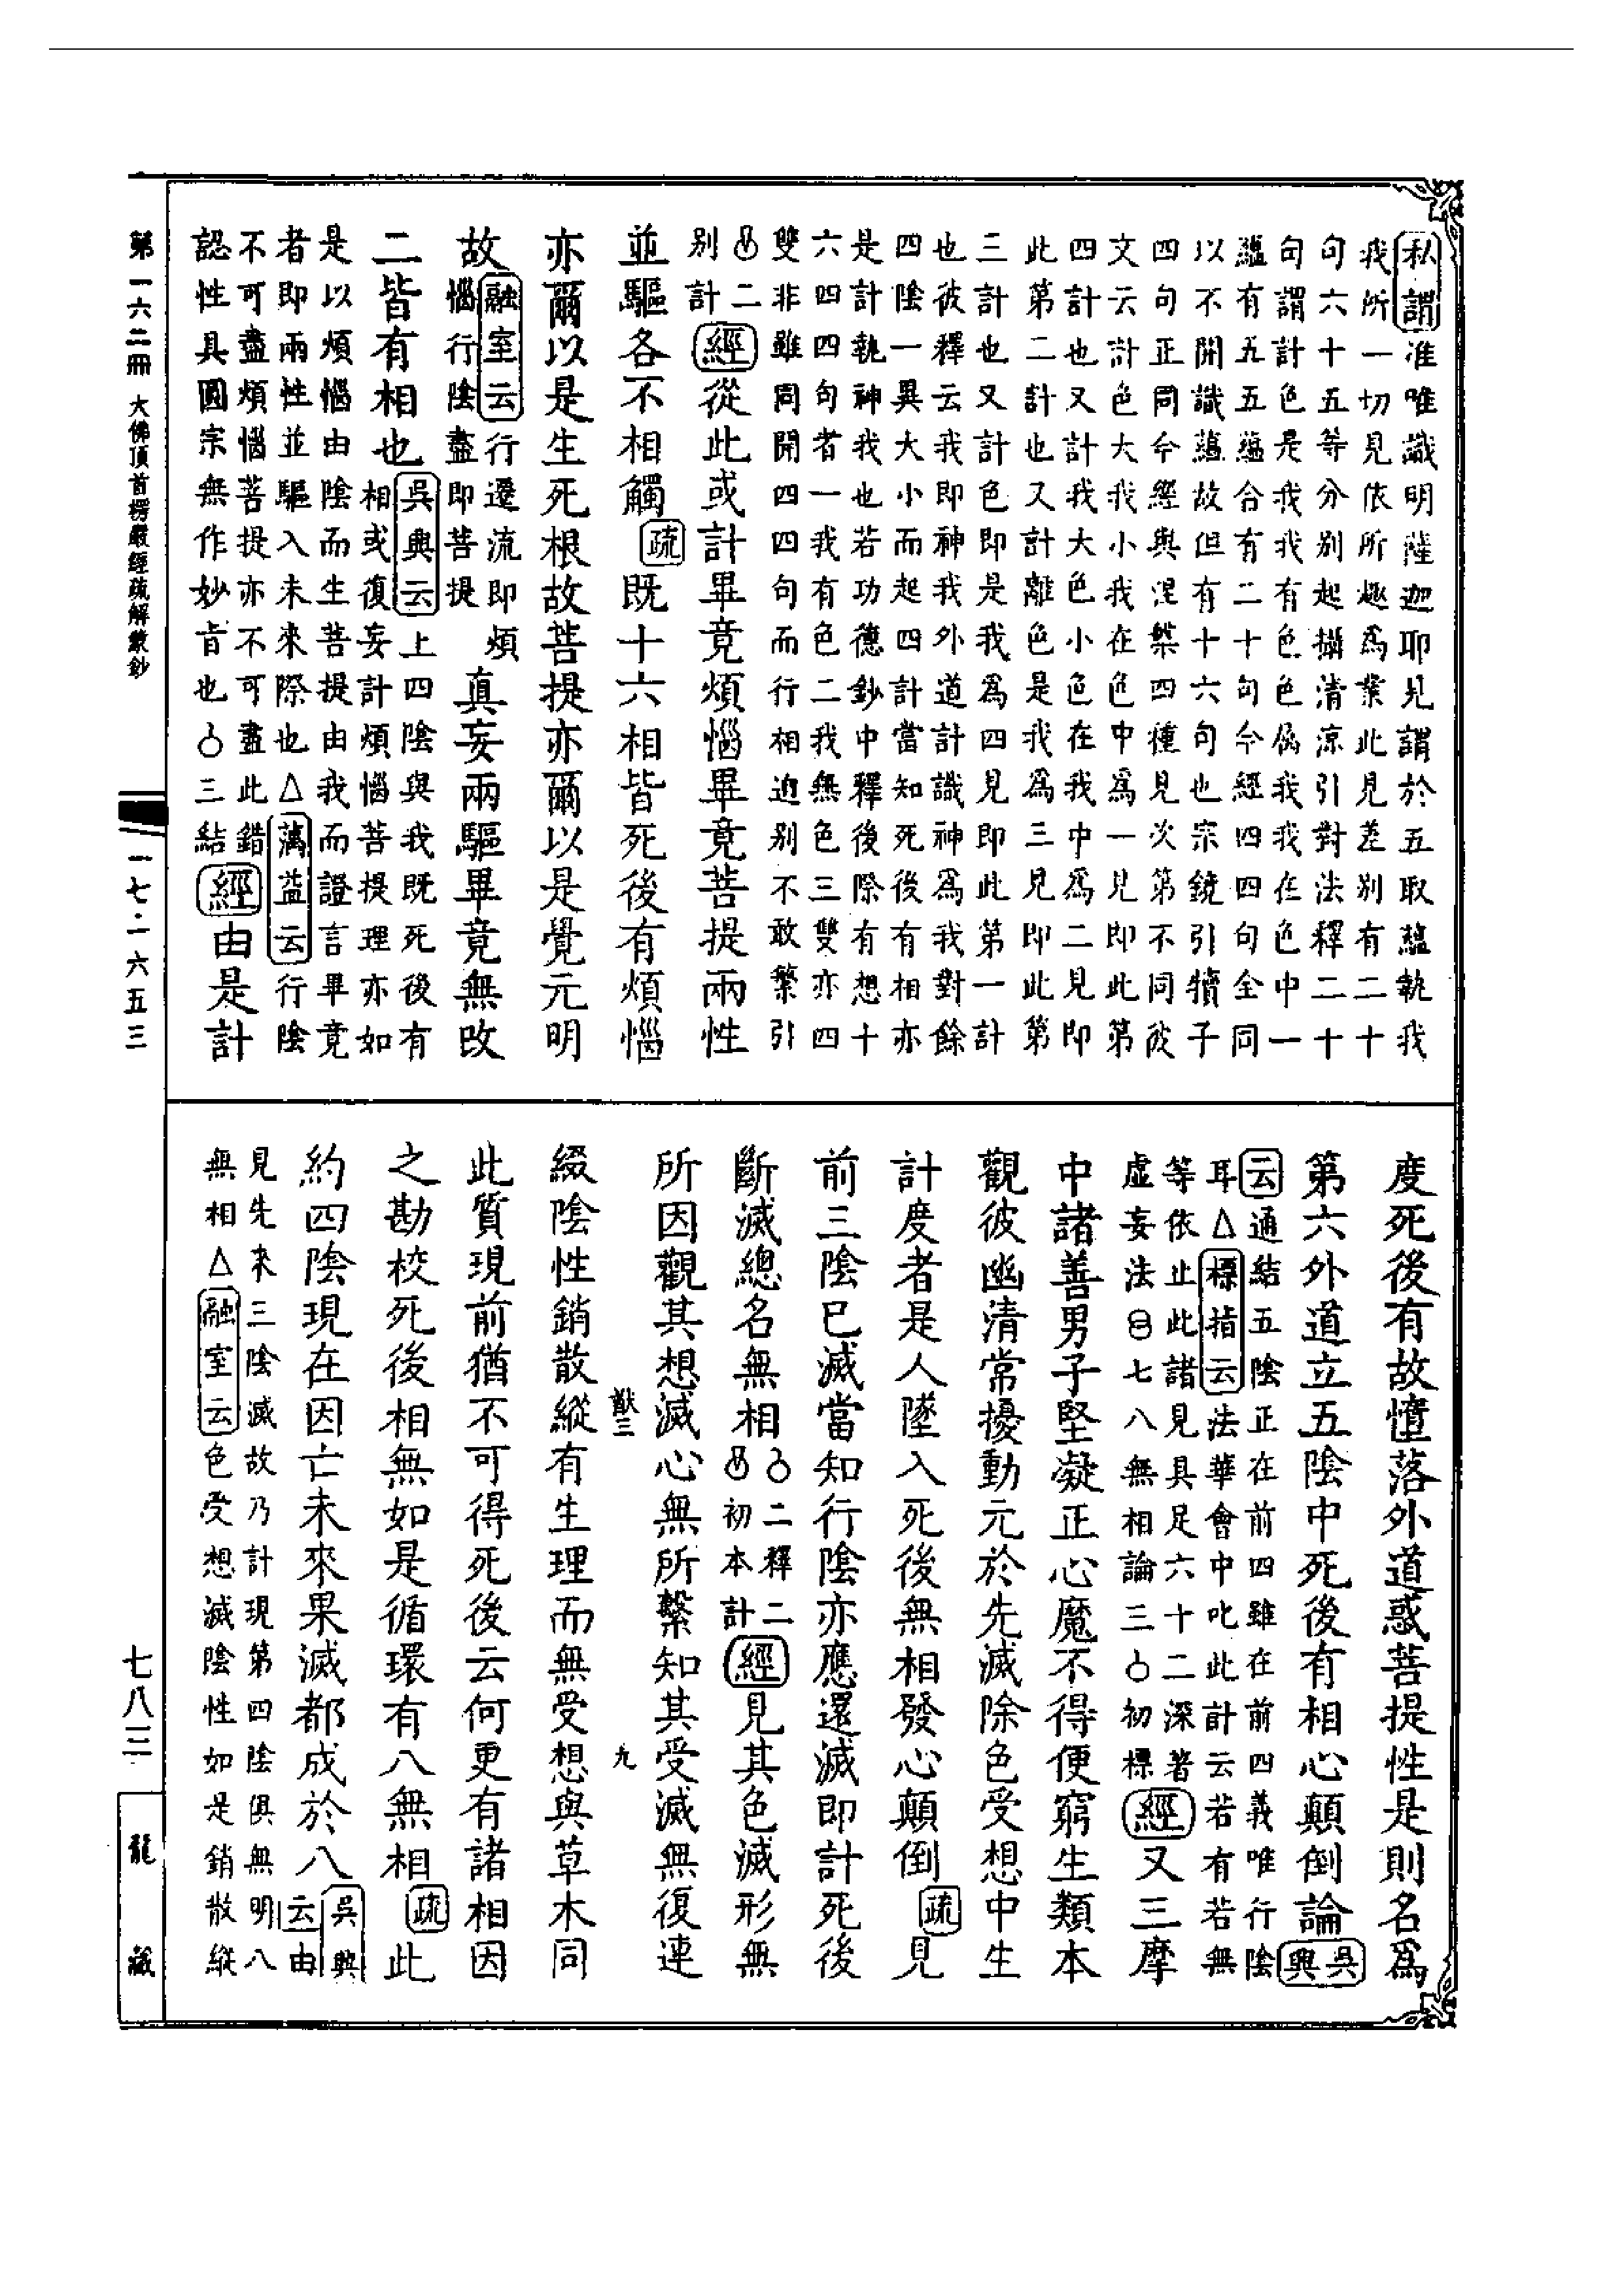 私謂准唯識明薩迦耶見謂於五取蘊執我
我所一切見依所趣為業此見差別有二十
句六十五等分別起攝清涼引對法釋二十
句謂計色是我我有色色屬我我在色中一
蘊有五五蘊合有二十句今經四四句全同
以不開識蘊故但有十六句也宗鏡引犢子
四句正同今經與涅槃四種見次第不同彼
文云計色大我小我在色中為一見即此第
四計也又計我大色小色在我中為二見即
此第二計也又計離色是我為三見即此第
三計也又計色即是我為四見即此第一計
也彼釋云我即神我外道計識神為我對餘
四陰一異大小而起四計當知死後有相亦
是計執神我也若功德鈔中釋後際有想十
六四四句者一我有色二我無色三雙亦四
雙非雖同開四四句而行相迥別不敢繁引
二別計經從此或計畢竟煩惱畢竟菩提兩性
並驅各不相觸疏既十六相皆死後有煩惱
亦爾以是生死根故菩提亦爾以是覺元明
故融室云行遷流即煩惱行陰盡即菩提真妄兩驅畢竟無改
二皆有相也吳興云上四陰與我既死後有
相或復妄計煩惱菩提理亦如
是以煩惱由陰而生菩提由我而證言畢竟
者即兩性並驅入未來際也△蕅益云行陰
不可盡煩惱菩提亦不可盡此錯
認性具圓宗無作妙旨也三結經由是計
度死後有故墮落外道惑菩提性是則名為
第六外道立五陰中死後有相心顛倒論吳興
云通結五陰正在前四雖在前四義唯行陰
耳△標指云法華會中叱此計云若有若無
等依止此諸見具足六十二深著
虛妄法七八無相論三初標經又三摩
中諸善男子堅凝正心魔不得便窮生類本
觀彼幽清常擾動元於先滅除色受想中生
計度者是人墜入死後無相發心顛倒疏見
前三陰已滅當知行陰亦應還滅即計死後
斷滅總名無相二釋二初本計經見其色滅形無
所因觀其想滅心無所繫知其受滅無復連
獸三 九
綴陰性銷散縱有生理而無受想與草木同
此質現前猶不可得死後云何更有諸相因
之勘校死後相無如是循環有八無相疏此
約四陰現在因亡未來果滅都成於八吳興云由
見先來三陰滅故乃計現第四陰俱無明八
無相△融室云色受想滅陰性如是銷散縱
第一六二冊 大佛頂首楞嚴經疏解蒙鈔
一七·一六五三
七八三
龍藏